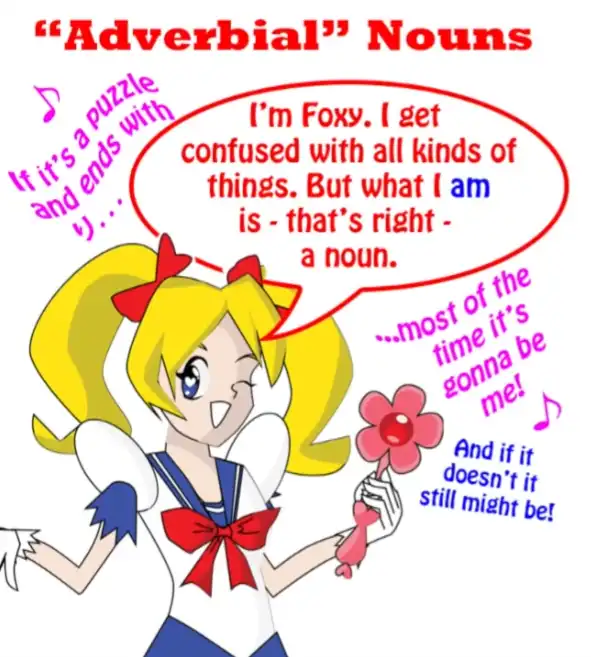 “Adverbial” Nouns
If it’s a puzzle
and ends with
り...
I’m Foxy. I get
confused with all kinds of
things. But what I am
is - that’s right -
a noun.
...most of the
time it’s
gonna be
me!
And if it
doesn’t it
still might be!